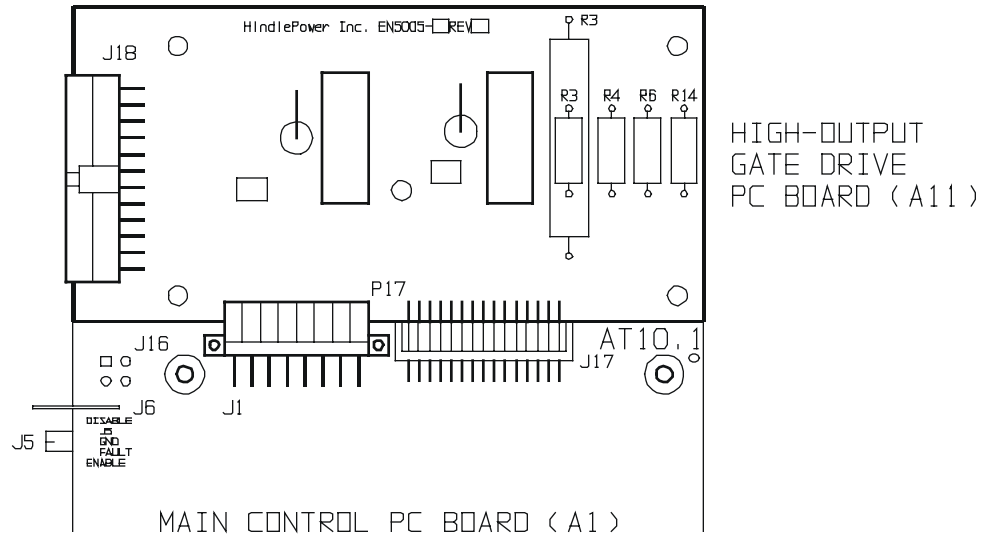 HindlePower Inc. EN5005-□REV□
R3
J18
R3 R4 R6 R14
HIGH-OUTPUT
GATE DRIVE
PC BOARD (A11)
P17
AT10.1
J16
J17
J6
J1
DISABLE
J5
J5
GND
FAULT
ENABLE
MAIN CONTROL PC BOARD (A1)